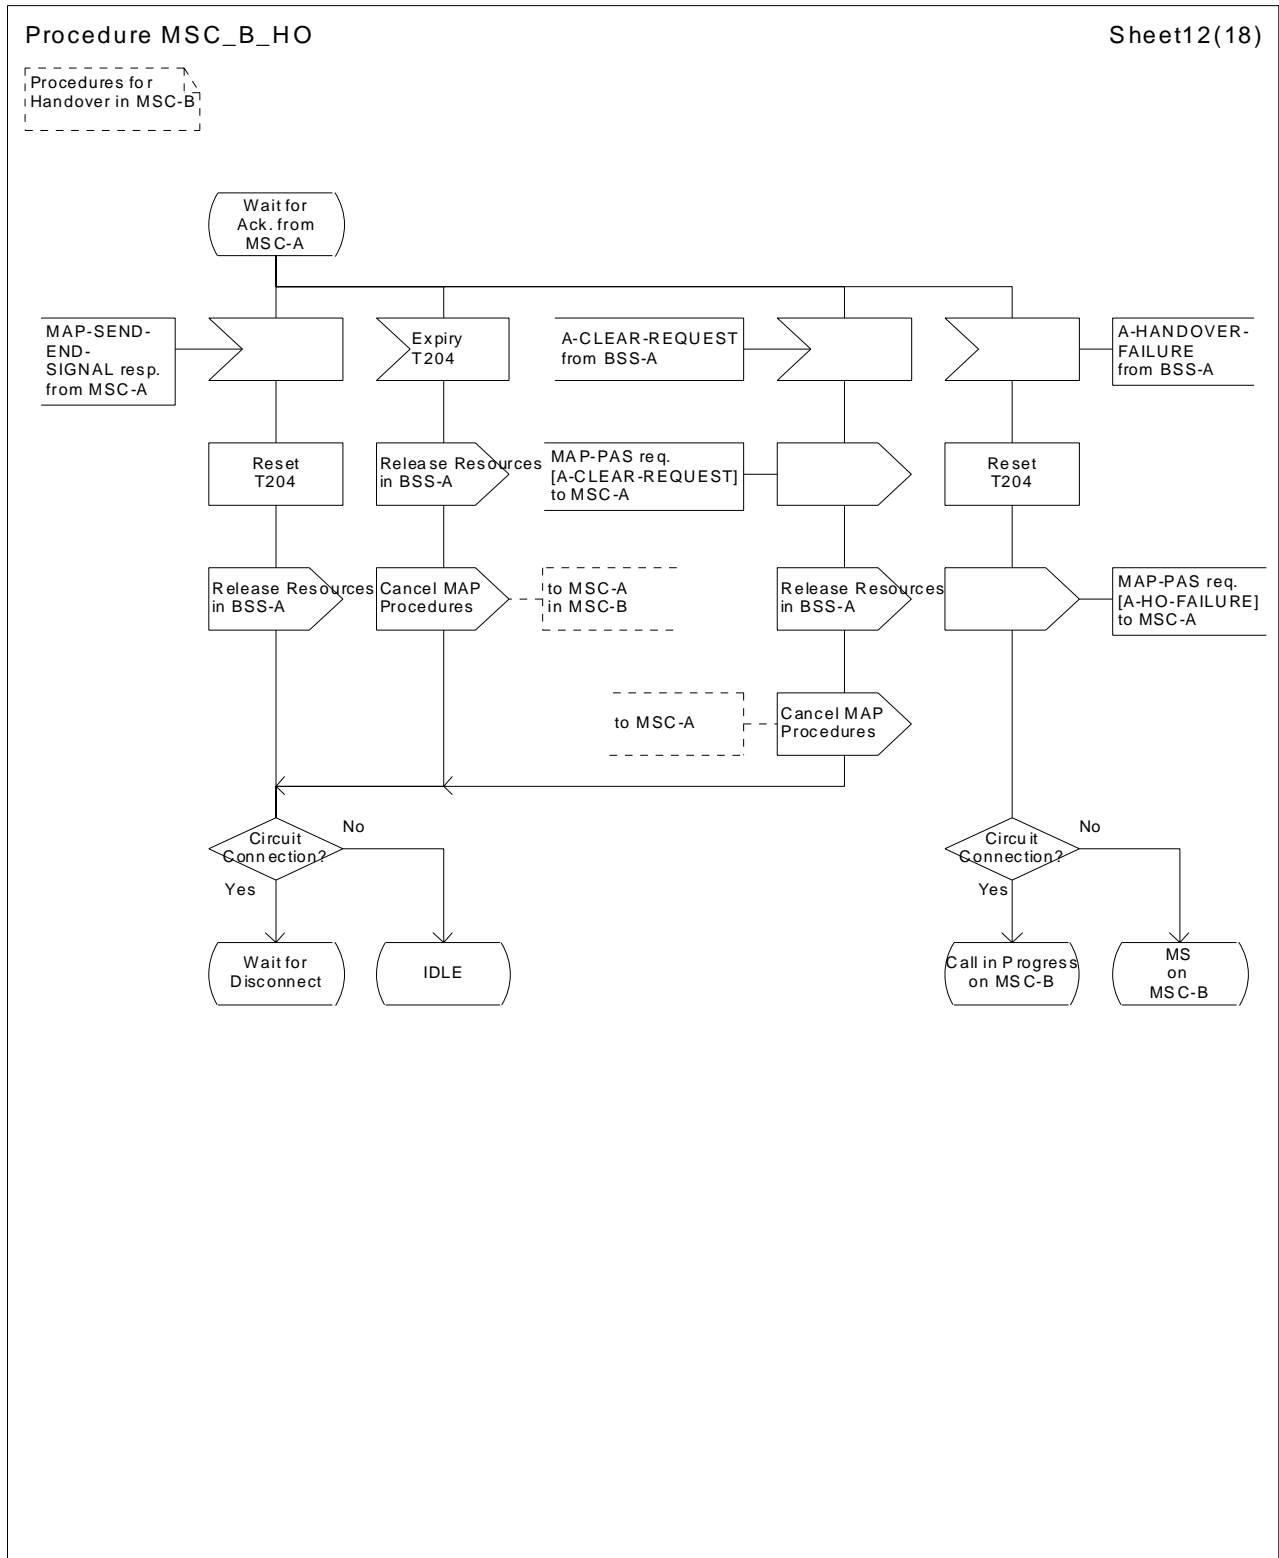 Procedure MSC_B_HO
Sheet12(18)
Procedures for
Handover in MSC-B
Wait for
Ack. from
MSC-A
MAP-SEND-
END-
SIGNAL resp.
from MSC-A
Expiry
T204
A-CLEAR-REQUEST
from BSS-A
A-HANDOVER-
FAILURE
from BSS-A
Reset
T204
Release Resources
in BSS-A
MAP-PAS req.
[A-CLEAR-REQUEST]
to MSC-A
Reset
T204
Release Resources
in BSS-A
Cancel MAP
Procedures
to MSC-A
in MSC-B
Release Resources
in BSS-A
MAP-PAS req.
[A-HO-FAILURE]
to MSC-A
to MSC-A
Cancel MAP
Procedures
Circuit
Connection?
No
Yes
Circuit
Connection?
No
Yes
Wait for
Disconnect
IDLE
Call in Progress
on MSC-B
MS
on
MSC-B